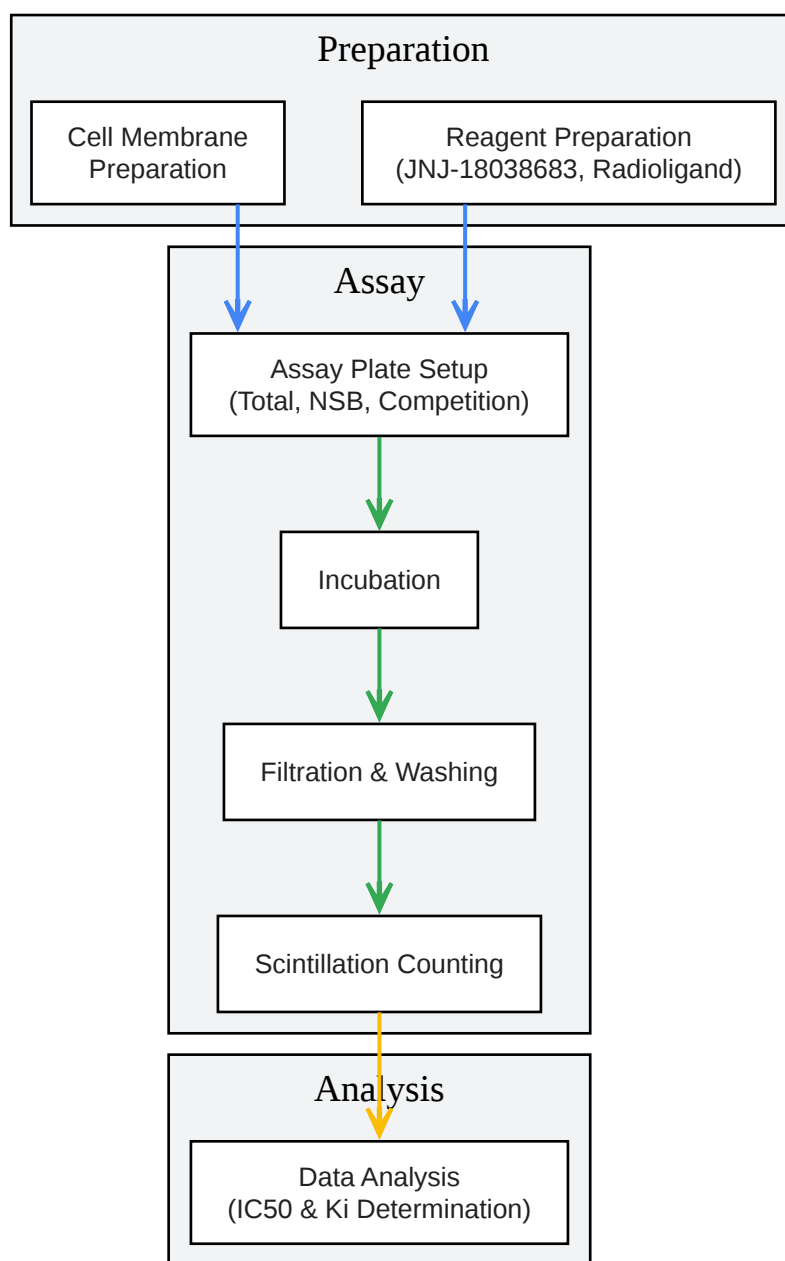 Preparation
Cell Membrane
Preparation
Reagent Preparation
(JNJ-18038683, Radioligand)
Assay
Assay Plate Setup
(Total, NSB, Competition)
Incubation
Filtration & Washing
Scintillation Counting
Analysis
Data Analysis
(IC50 & Ki Determination)